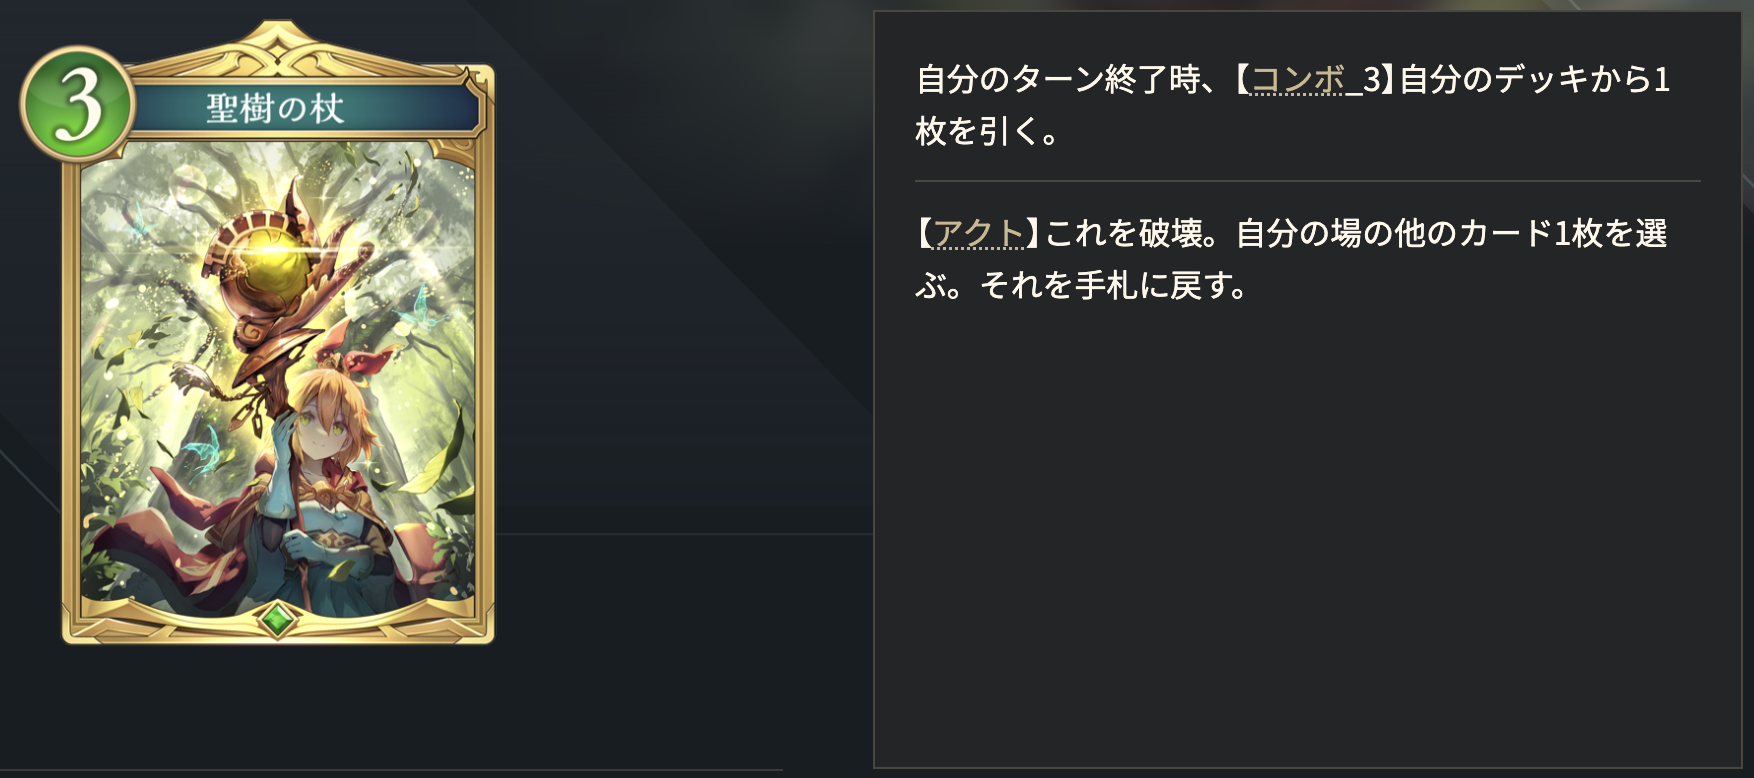 3
聖樹の杖
自分のターン終了時、【コンボ_3】自分のデッキから1
枚を引く。
【アクト】これを破壊。自分の場の他のカード1枚を選
ぶ。それを手札に戻す。